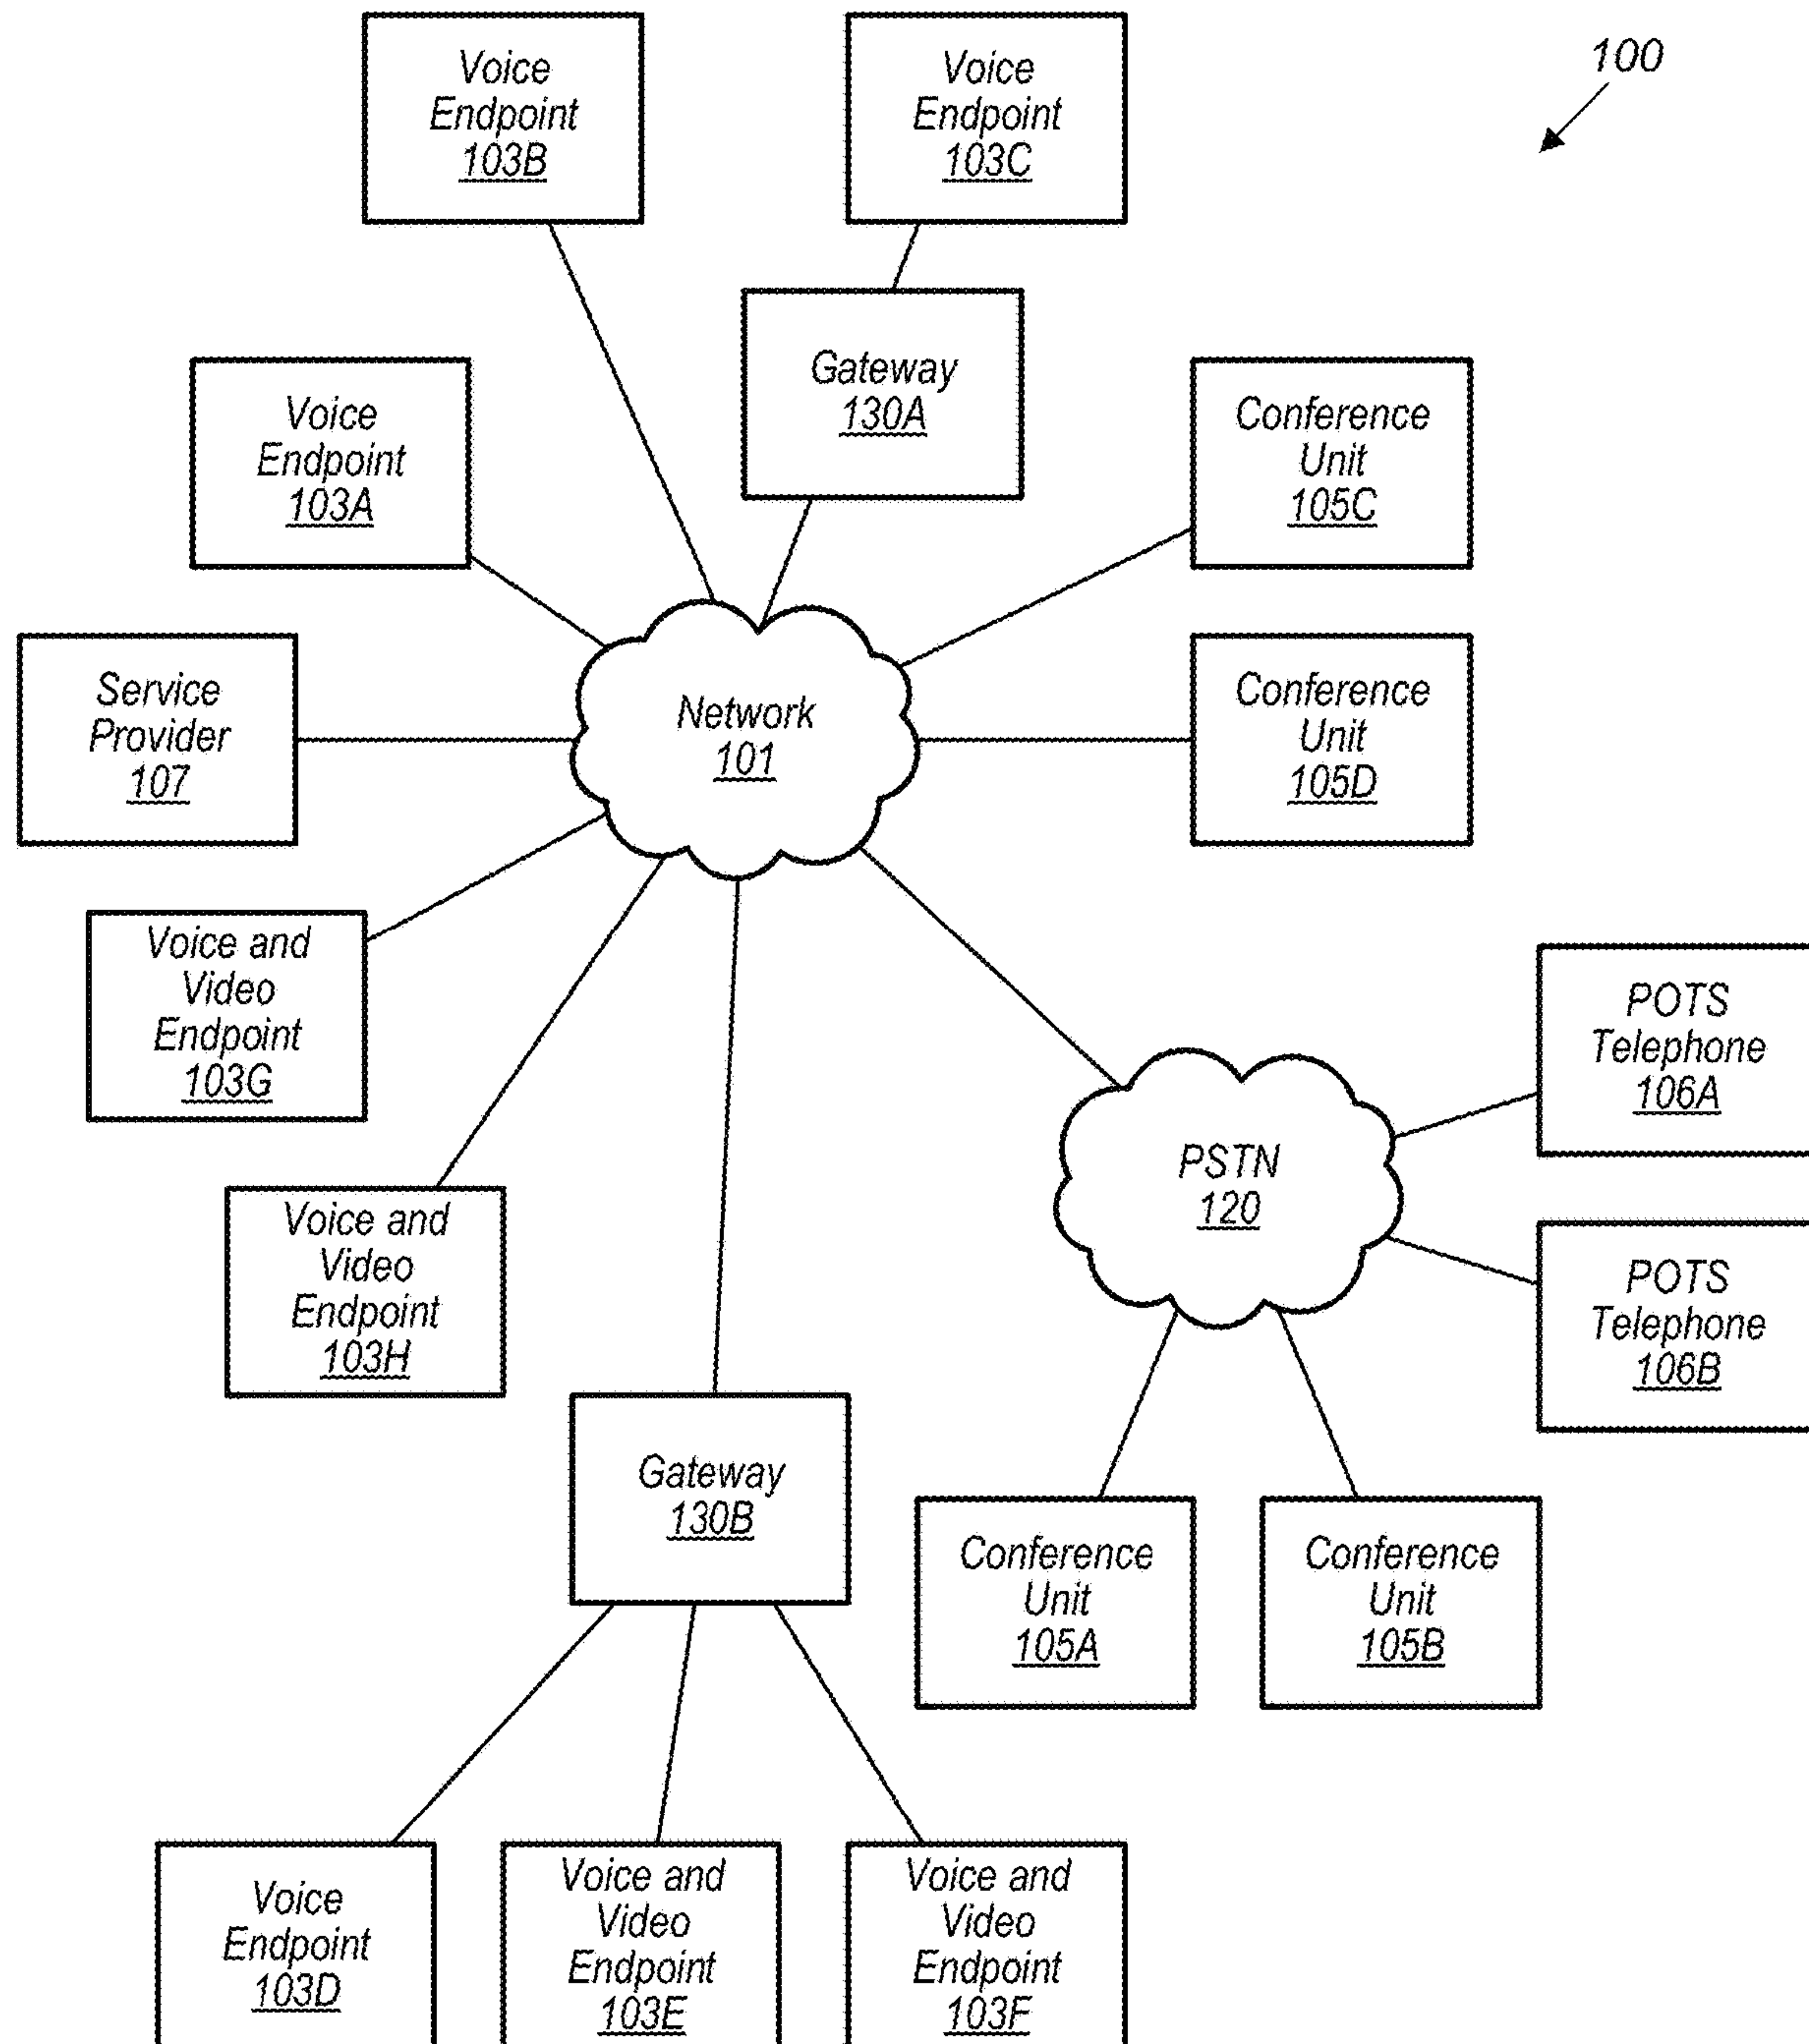 100
Voice
Endpoint
103B
Voice
Endpoint
103C
Gateway
130A
Voice
Endpoint
103A
Conference
Unit
105C
Service
Provider
107
Network
101
Conference
Unit
105D
Voice and
Video
Endpoint
103G
POTS
Telephone
106A
PSTN
120
Voice and
Video
Endpoint
103H
POTS
Telephone
106B
Gateway
130B
Conference
Unit
105A
Conference
Unit
105B
Voice
Endpoint
103D
Voice and
Video
Endpoint
103E
Voice and
Video
Endpoint
103F